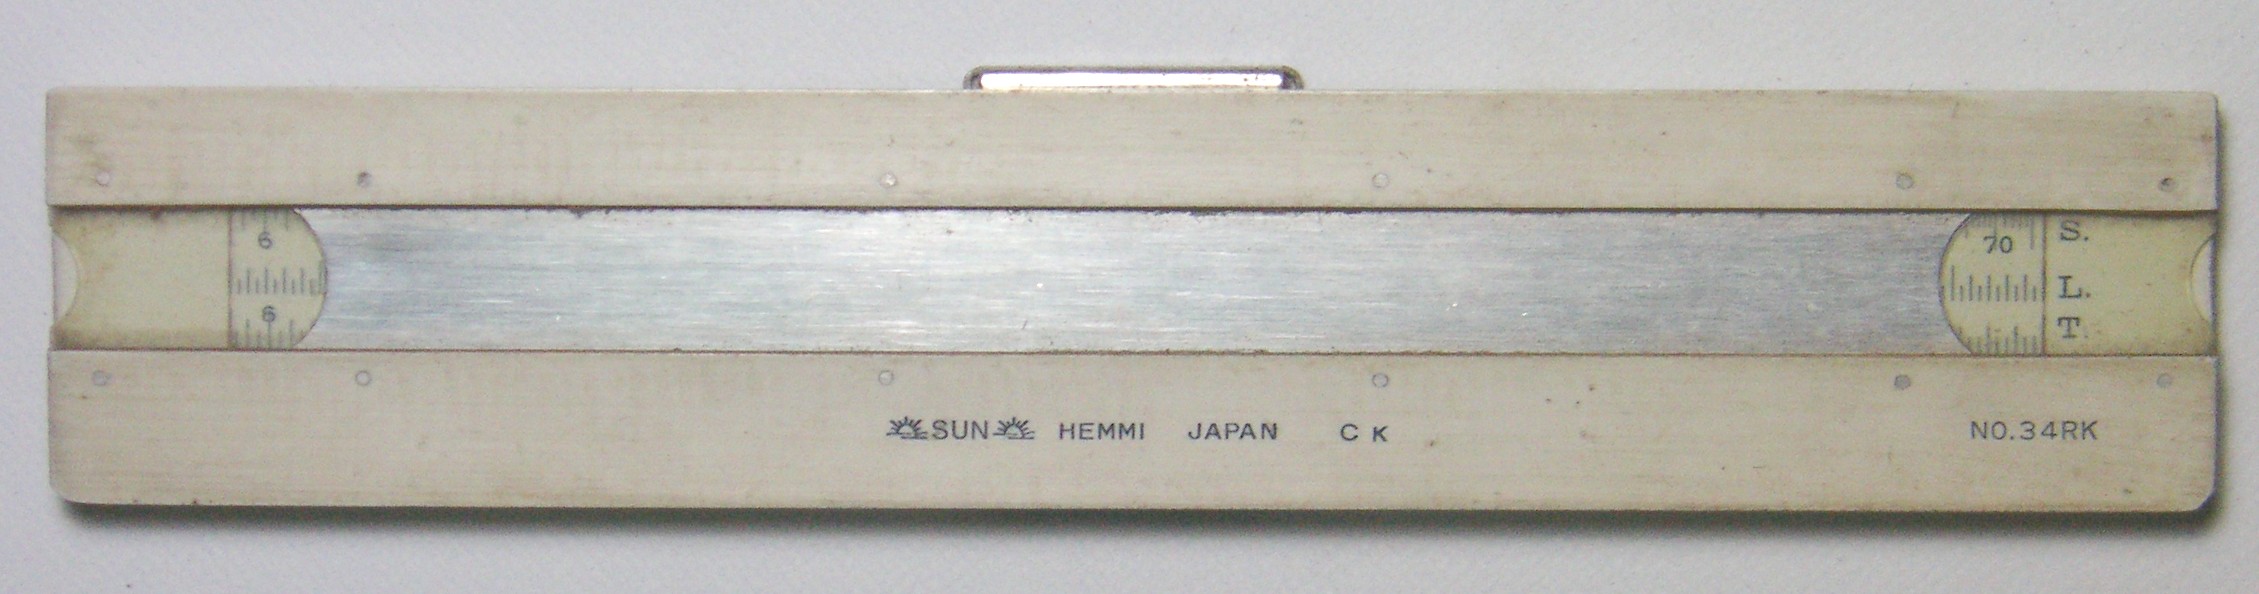 6
70
S.
L.
6
T.
SUN HEMMI JAPAN C K
NO.34RK